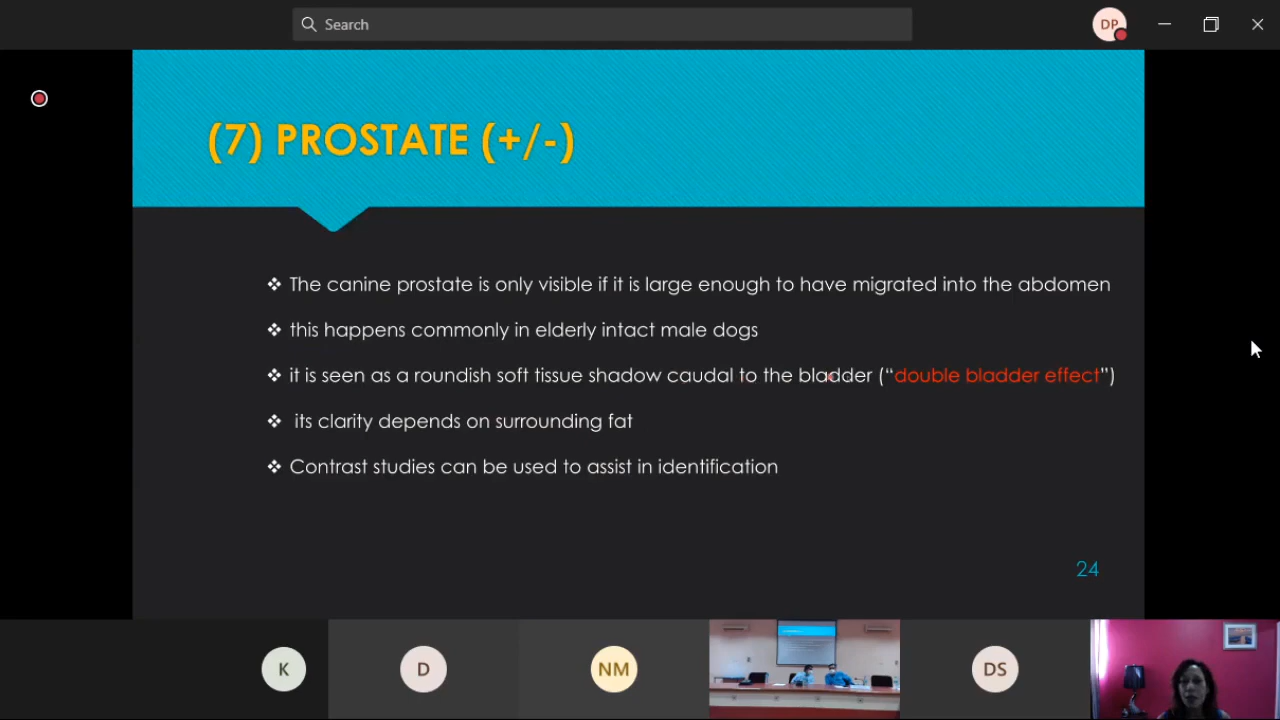 Search
DP
(7) PROSTATE (+/-)
❖ The canine prostate is only visible if it is large enough to have migrated into the abdomen
❖ this happens commonly in elderly intact male dogs
❖ it is seen as a roundish soft tissue shadow caudal to the bladder (“double bladder effect”)
❖ its clarity depends on surrounding fat
❖ Contrast studies can be used to assist in identification
24
K
D
NM
DS